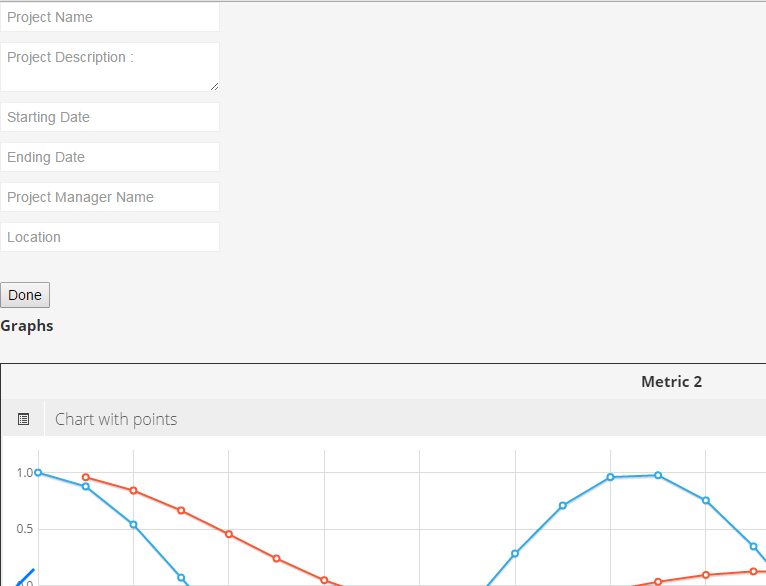 Project Name
Project Description :
Starting Date
Ending Date
Project Manager Name
Location
Done
Graphs
Metric 2
Chart with points
1.0
0.5